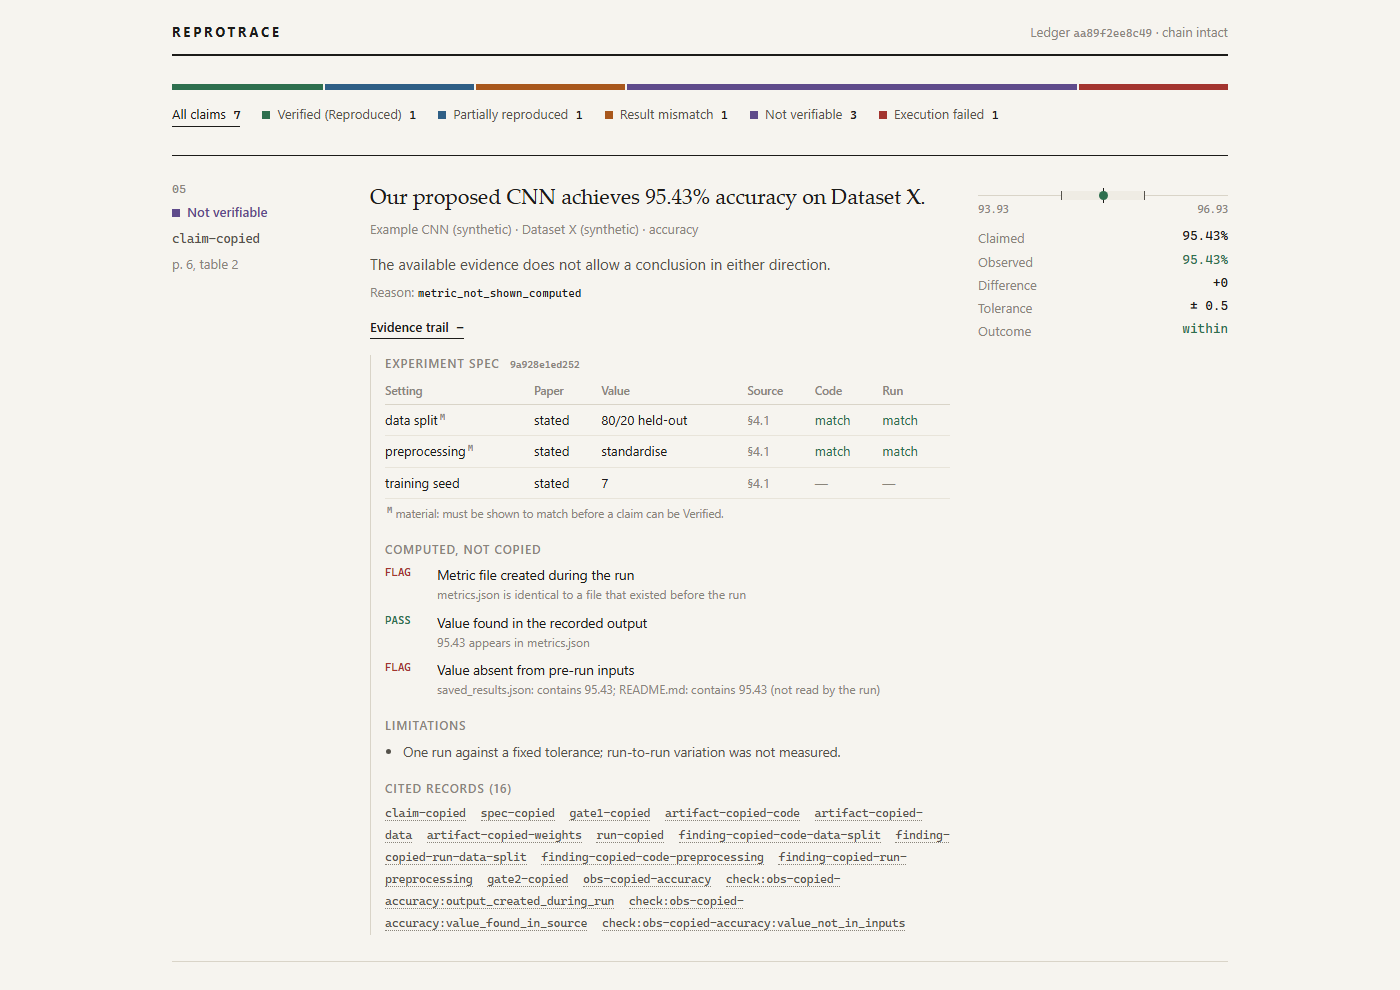 REPROTRACE
Ledger aa89f2ee8c49 · chain intact
All claims 7
Verified (Reproduced) 1
Partially reproduced 1
Result mismatch 1
Not verifiable 3
Execution failed 1
05
Not verifiable
claim-copied
p. 6, table 2
Our proposed CNN achieves 95.43% accuracy on Dataset X.
Example CNN (synthetic) · Dataset X (synthetic) · accuracy
The available evidence does not allow a conclusion in either direction.
Reason: metric_not_shown_computed
Evidence trail –
EXPERIMENT SPEC 9a928e1ed252
Setting Paper Value Source Code Run
data split M stated 80/20 held-out §4.1 match match
preprocessing M stated standardise §4.1 match match
training seed stated 7 §4.1 — —
M material: must be shown to match before a claim can be Verified.
COMPUTED, NOT COPIED
FLAG Metric file created during the run
metrics.json is identical to a file that existed before the run
PASS Value found in the recorded output
95.43 appears in metrics.json
FLAG Value absent from pre-run inputs
saved_results.json: contains 95.43; README.md: contains 95.43 (not read by the run)
LIMITATIONS
• One run against a fixed tolerance; run-to-run variation was not measured.
CITED RECORDS (16)
claim-copied spec-copied gate1-copied artifact-copied-code artifact-copied-
data artifact-copied-weights run-copied finding-copied-code-data-split finding-
copied-run-data-split finding-copied-code-preprocessing finding-copied-run-
preprocessing gate2-copied obs-copied-accuracy check:obs-copied-
accuracy:output_created_during_run check:obs-copied-
accuracy:value_found_in_source check:obs-copied-accuracy:value_not_in_inputs
93.93 96.93
Claimed 95.43%
Observed 95.43%
Difference +0
Tolerance ± 0.5
Outcome within